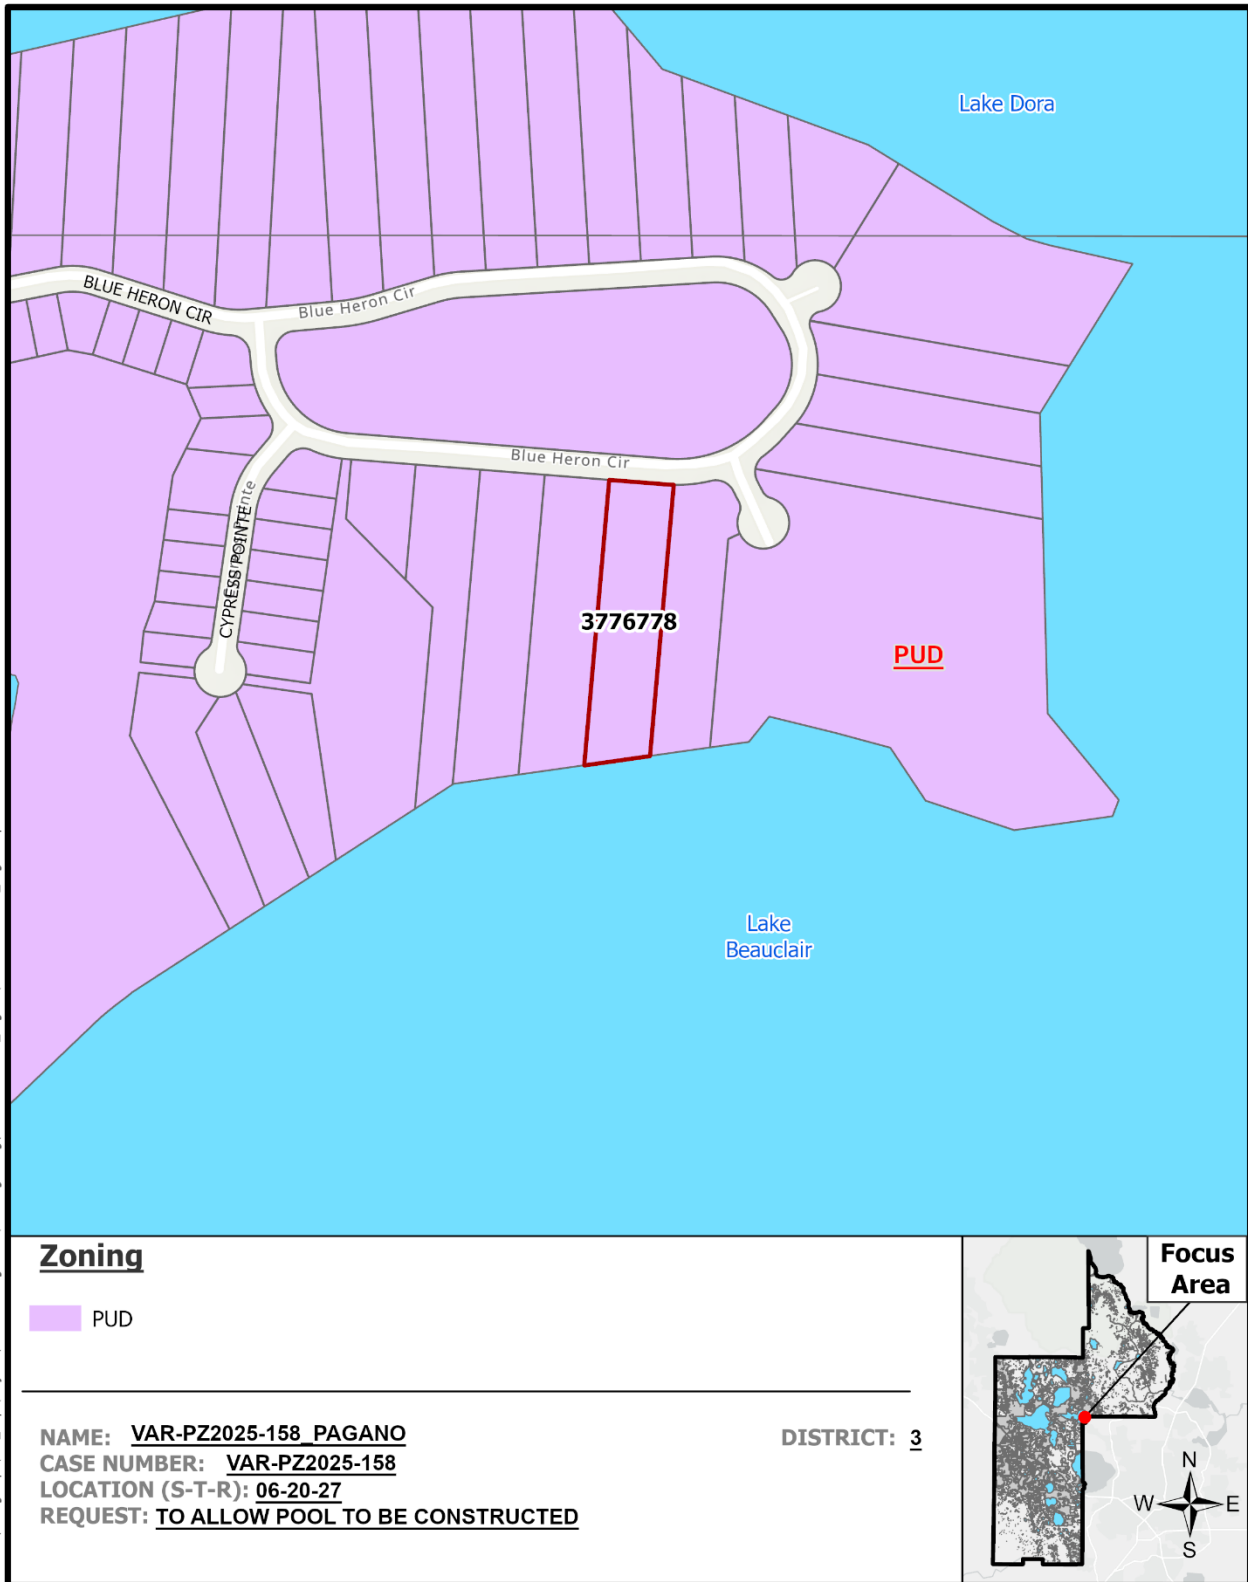 Lake Dora
BLUE HERON CIR
Blue Heron Cir
Blue Heron Cir
CYPRESS POINTE
3776778
PUD
Lake
Beauclair
Zoning
PUD
Focus
Area
NAME: VAR-PZ2025-158_PAGANO
DISTRICT: 3
CASE NUMBER: VAR-PZ2025-158
LOCATION (S-T-R): 06-20-27
REQUEST: TO ALLOW POOL TO BE CONSTRUCTED
N
W E
S